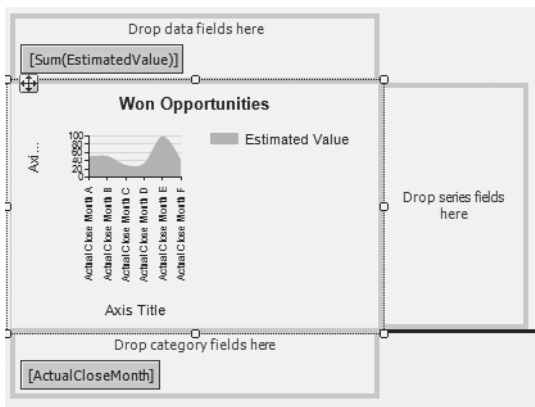 Drop data fields here
[Sum(EstimatedValue)]
Won Opportunities
Estimated Value
Axi...
100
80
60
40
20
0
Actual Close Month A
Actual Close Month B
Actual Close Month C
Actual Close Month D
Actual Close Month E
Actual Close Month F
Axis Title
Drop series fields
here
Drop category fields here
[ActualCloseMonth]